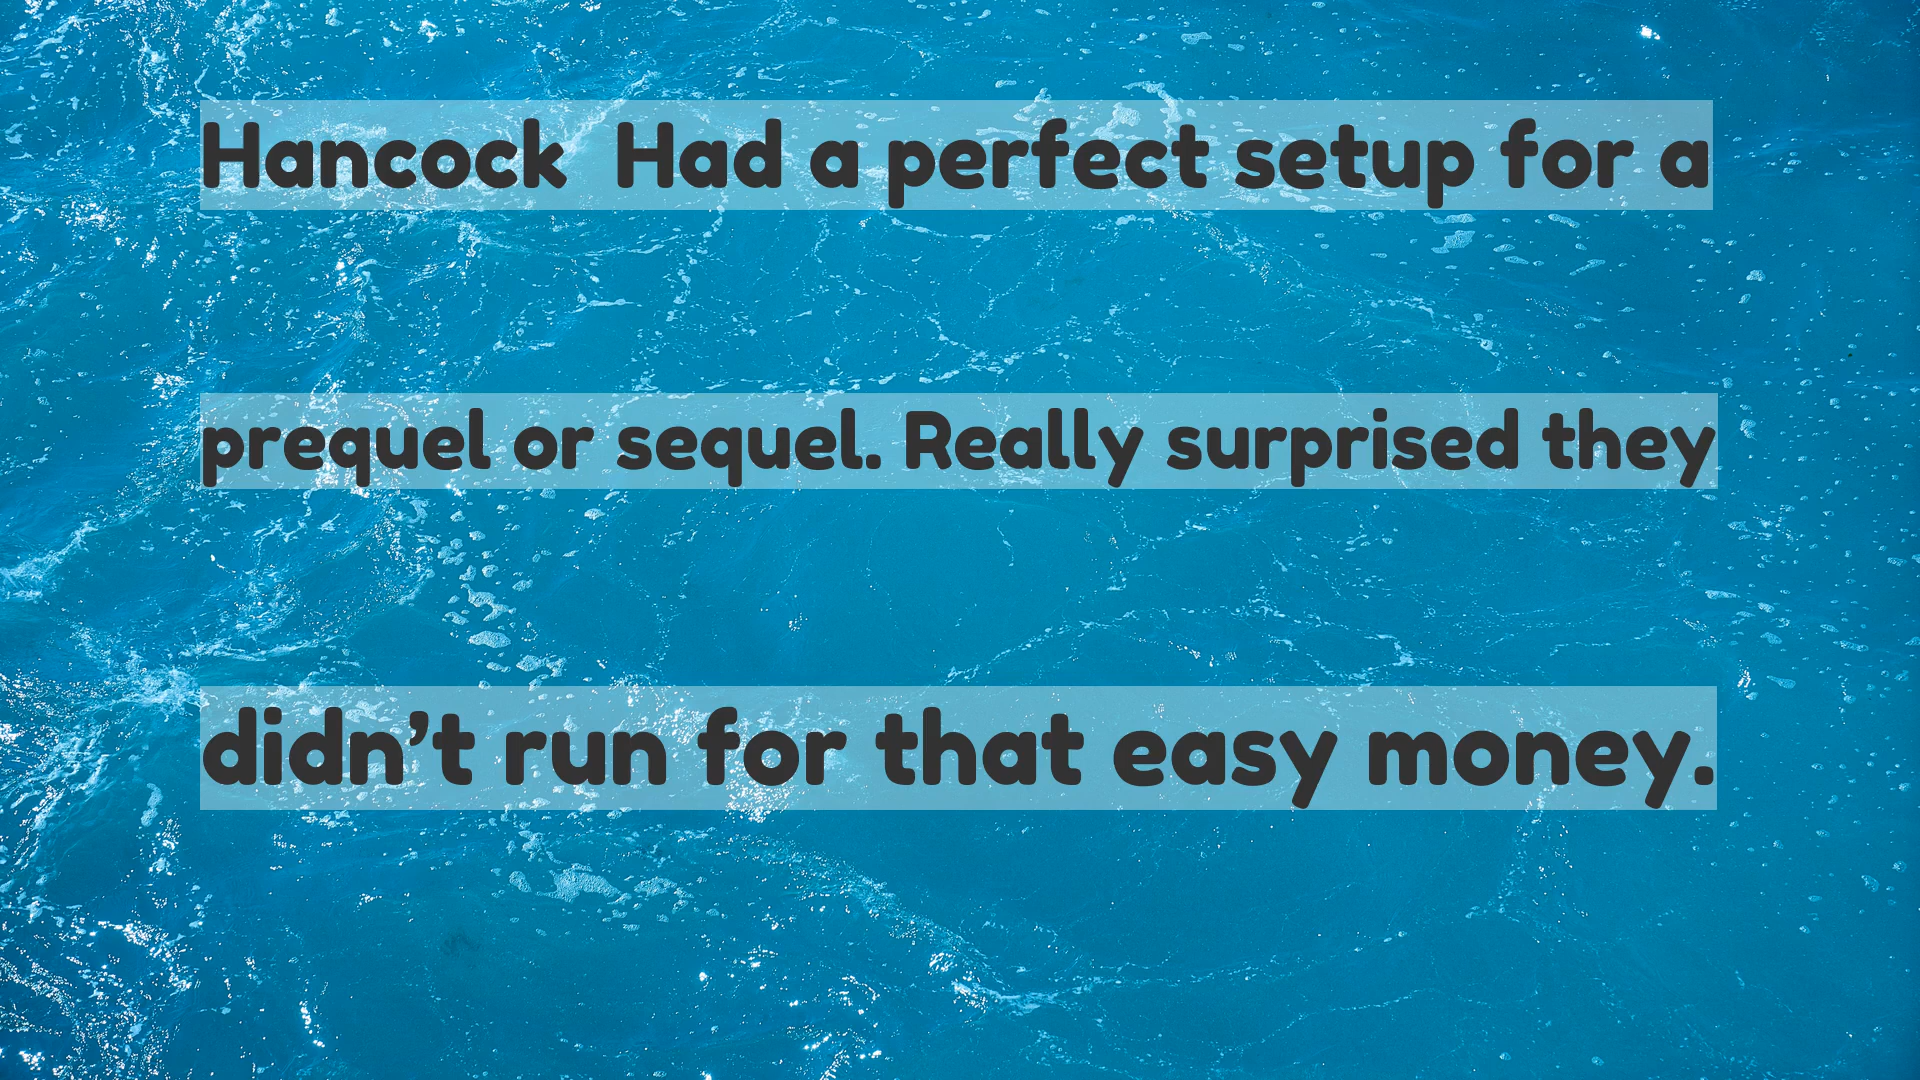 Hancock  Had a perfect setup for a
prequel or sequel. Really surprised they
didn’t run for that easy money.